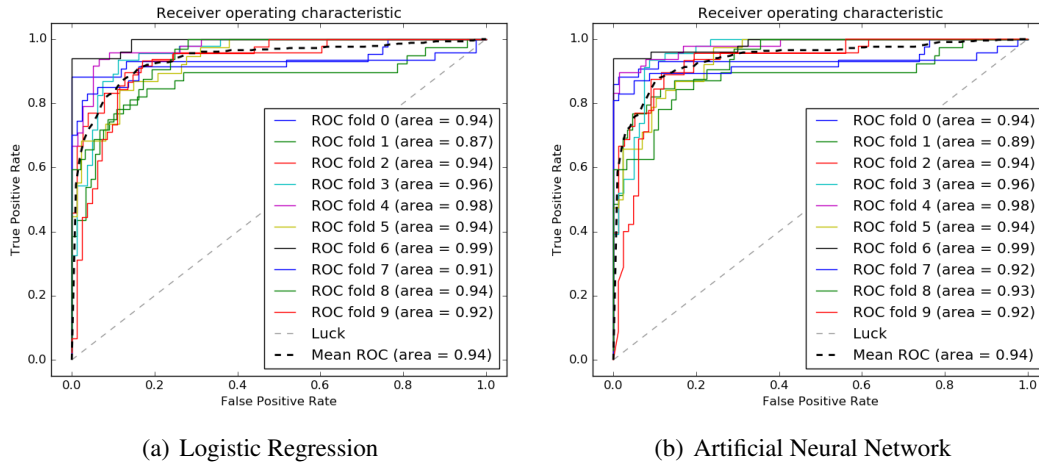 Receiver operating characteristic
1.0
0.8
0.6
0.4
0.2
0.0
True Positive Rate
ROC fold 0 (area = 0.94)
ROC fold 1 (area = 0.87)
ROC fold 2 (area = 0.94)
ROC fold 3 (area = 0.96)
ROC fold 4 (area = 0.98)
ROC fold 5 (area = 0.94)
ROC fold 6 (area = 0.99)
ROC fold 7 (area = 0.91)
ROC fold 8 (area = 0.94)
ROC fold 9 (area = 0.92)
Luck
Mean ROC (area = 0.94)
0.0 0.2 0.4 0.6 0.8 1.0
False Positive Rate
(a) Logistic Regression
Receiver operating characteristic
1.0
0.8
0.6
0.4
0.2
0.0
True Positive Rate
ROC fold 0 (area = 0.94)
ROC fold 1 (area = 0.89)
ROC fold 2 (area = 0.94)
ROC fold 3 (area = 0.96)
ROC fold 4 (area = 0.98)
ROC fold 5 (area = 0.94)
ROC fold 6 (area = 0.99)
ROC fold 7 (area = 0.92)
ROC fold 8 (area = 0.93)
ROC fold 9 (area = 0.92)
Luck
Mean ROC (area = 0.94)
0.0 0.2 0.4 0.6 0.8 1.0
False Positive Rate
(b) Artificial Neural Network